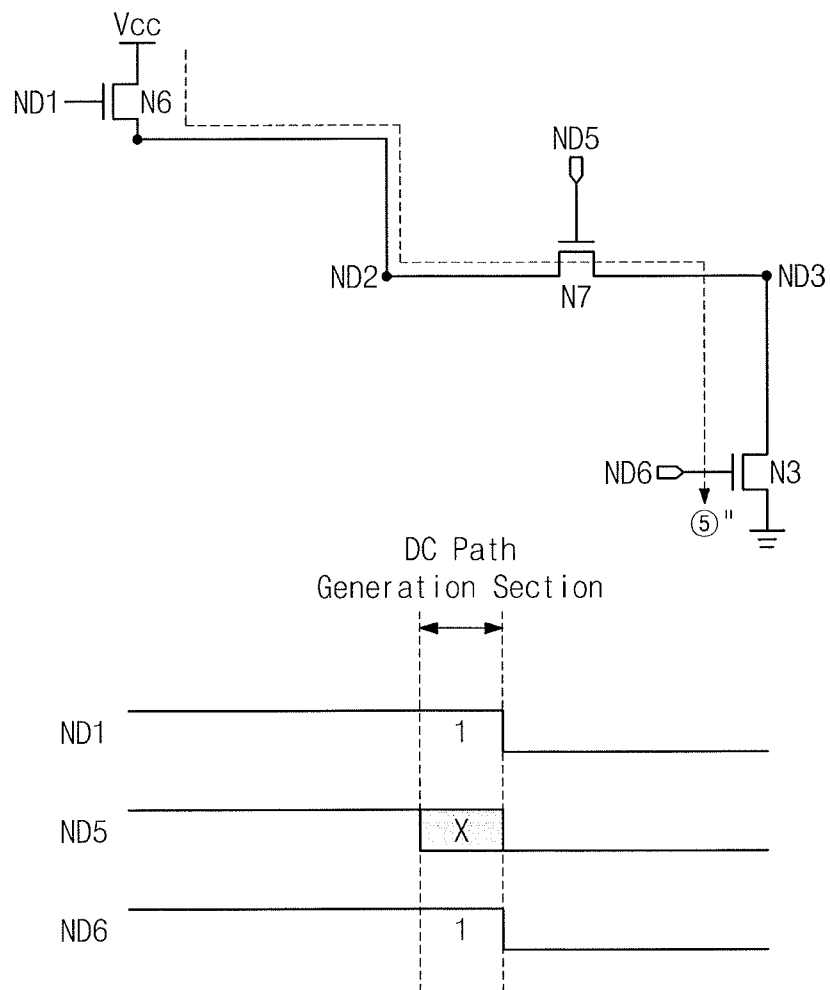 Vcc
ND1 N6
ND5
ND2 N7 ND3
ND6 N3
⑤"
DC Path
Generation Section
ND1 1
ND5 X
ND6 1